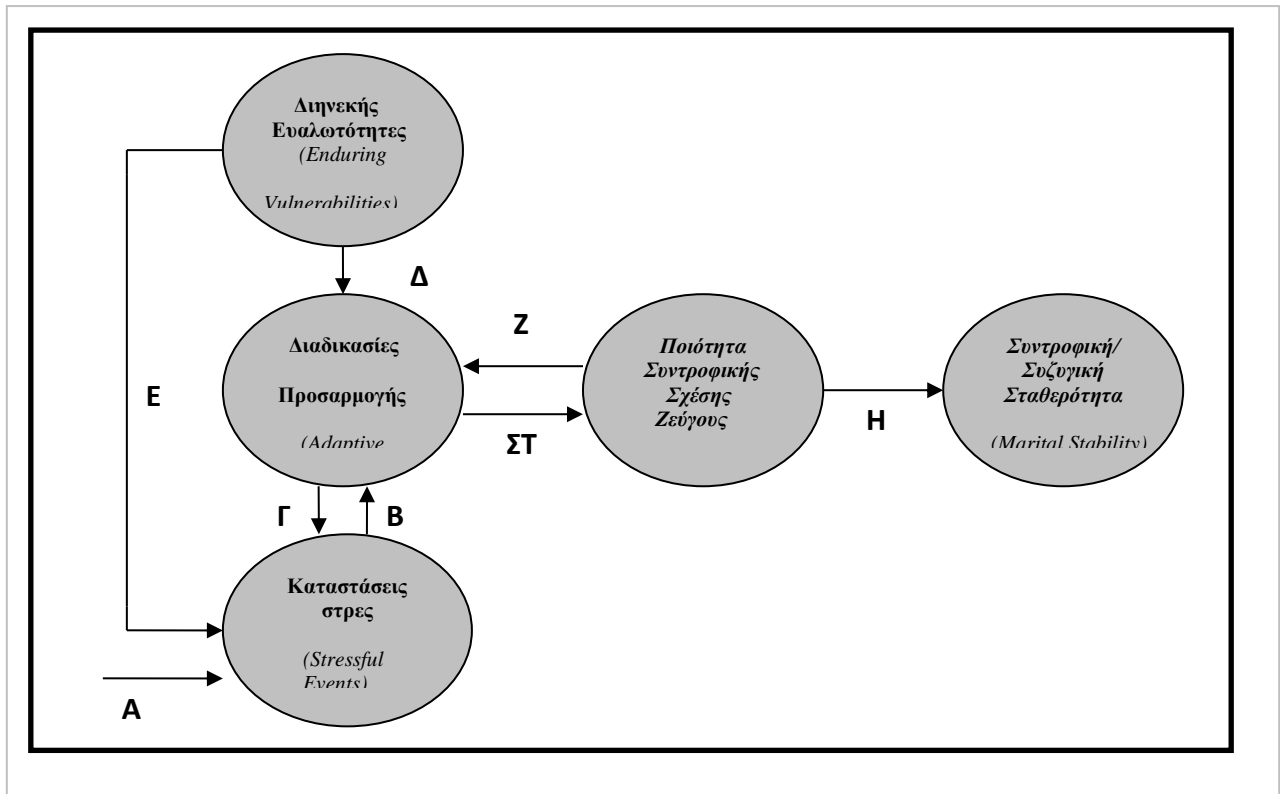 Διηνεκής
Ευαλωτότητες
(Enduring
Vulnerabilities)
Δ
Ε
Διαδικασίες
Προσαρμογής
(Adaptive
Ζ
ΣΤ
Ποιότητα
Συντροφικής
Σχέσης
Ζεύγους
Η
Συντροφική/
Συζυγική
Σταθερότητα
(Marital Stability)
Γ
Β
Καταστάσεις
στρες
(Stressful
Events)
Α